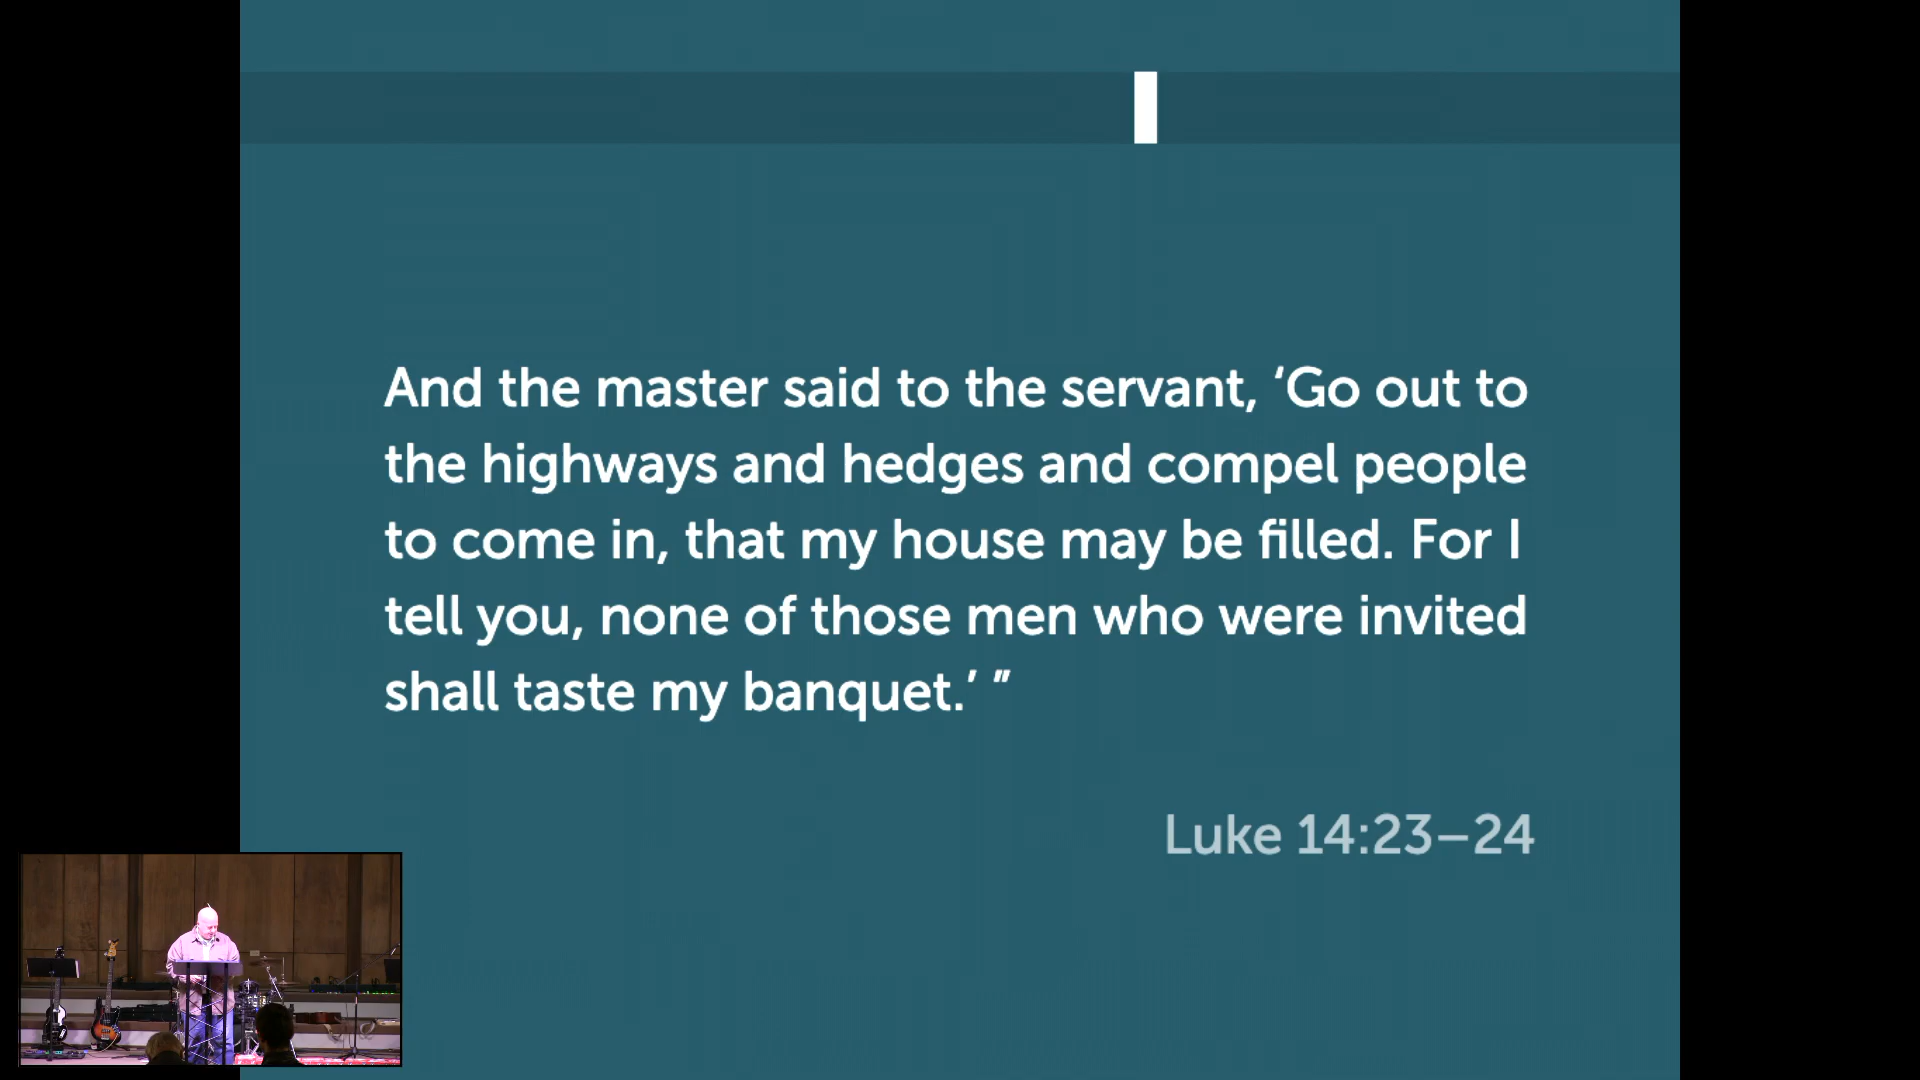 And the master said to the servant, ‘Go out to
the highways and hedges and compel people
to come in, that my house may be filled. For I
tell you, none of those men who were invited
shall taste my banquet.’ ”
Luke 14:23–24